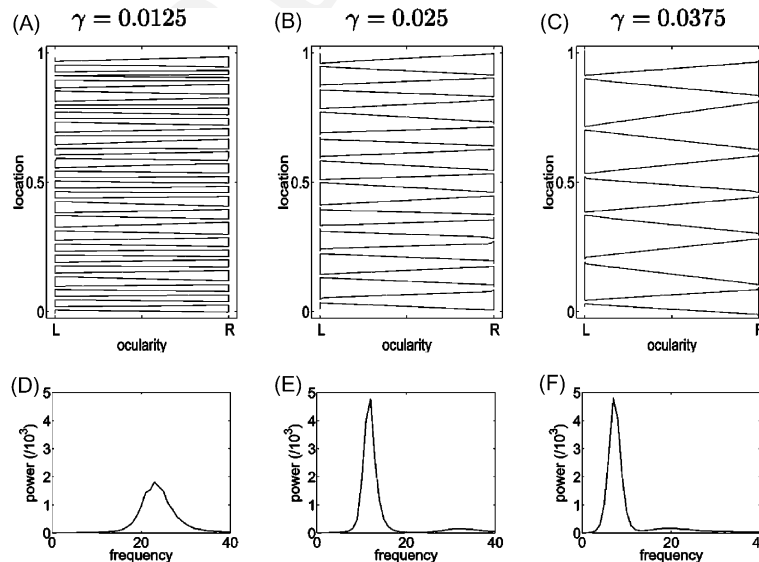 (A) γ = 0.0125
(B) γ = 0.025
(C) γ = 0.0375
location
1
0.5
0
L
R
ocularity
location
1
0.5
0
L
R
ocularity
location
1
0.5
0
L
R
ocularity
(D)
power (/10³)
5
4
3
2
1
0
0
20
40
frequency
(E)
power (/10³)
5
4
3
2
1
0
0
20
40
frequency
(F)
power (/10³)
5
4
3
2
1
0
0
20
40
frequency